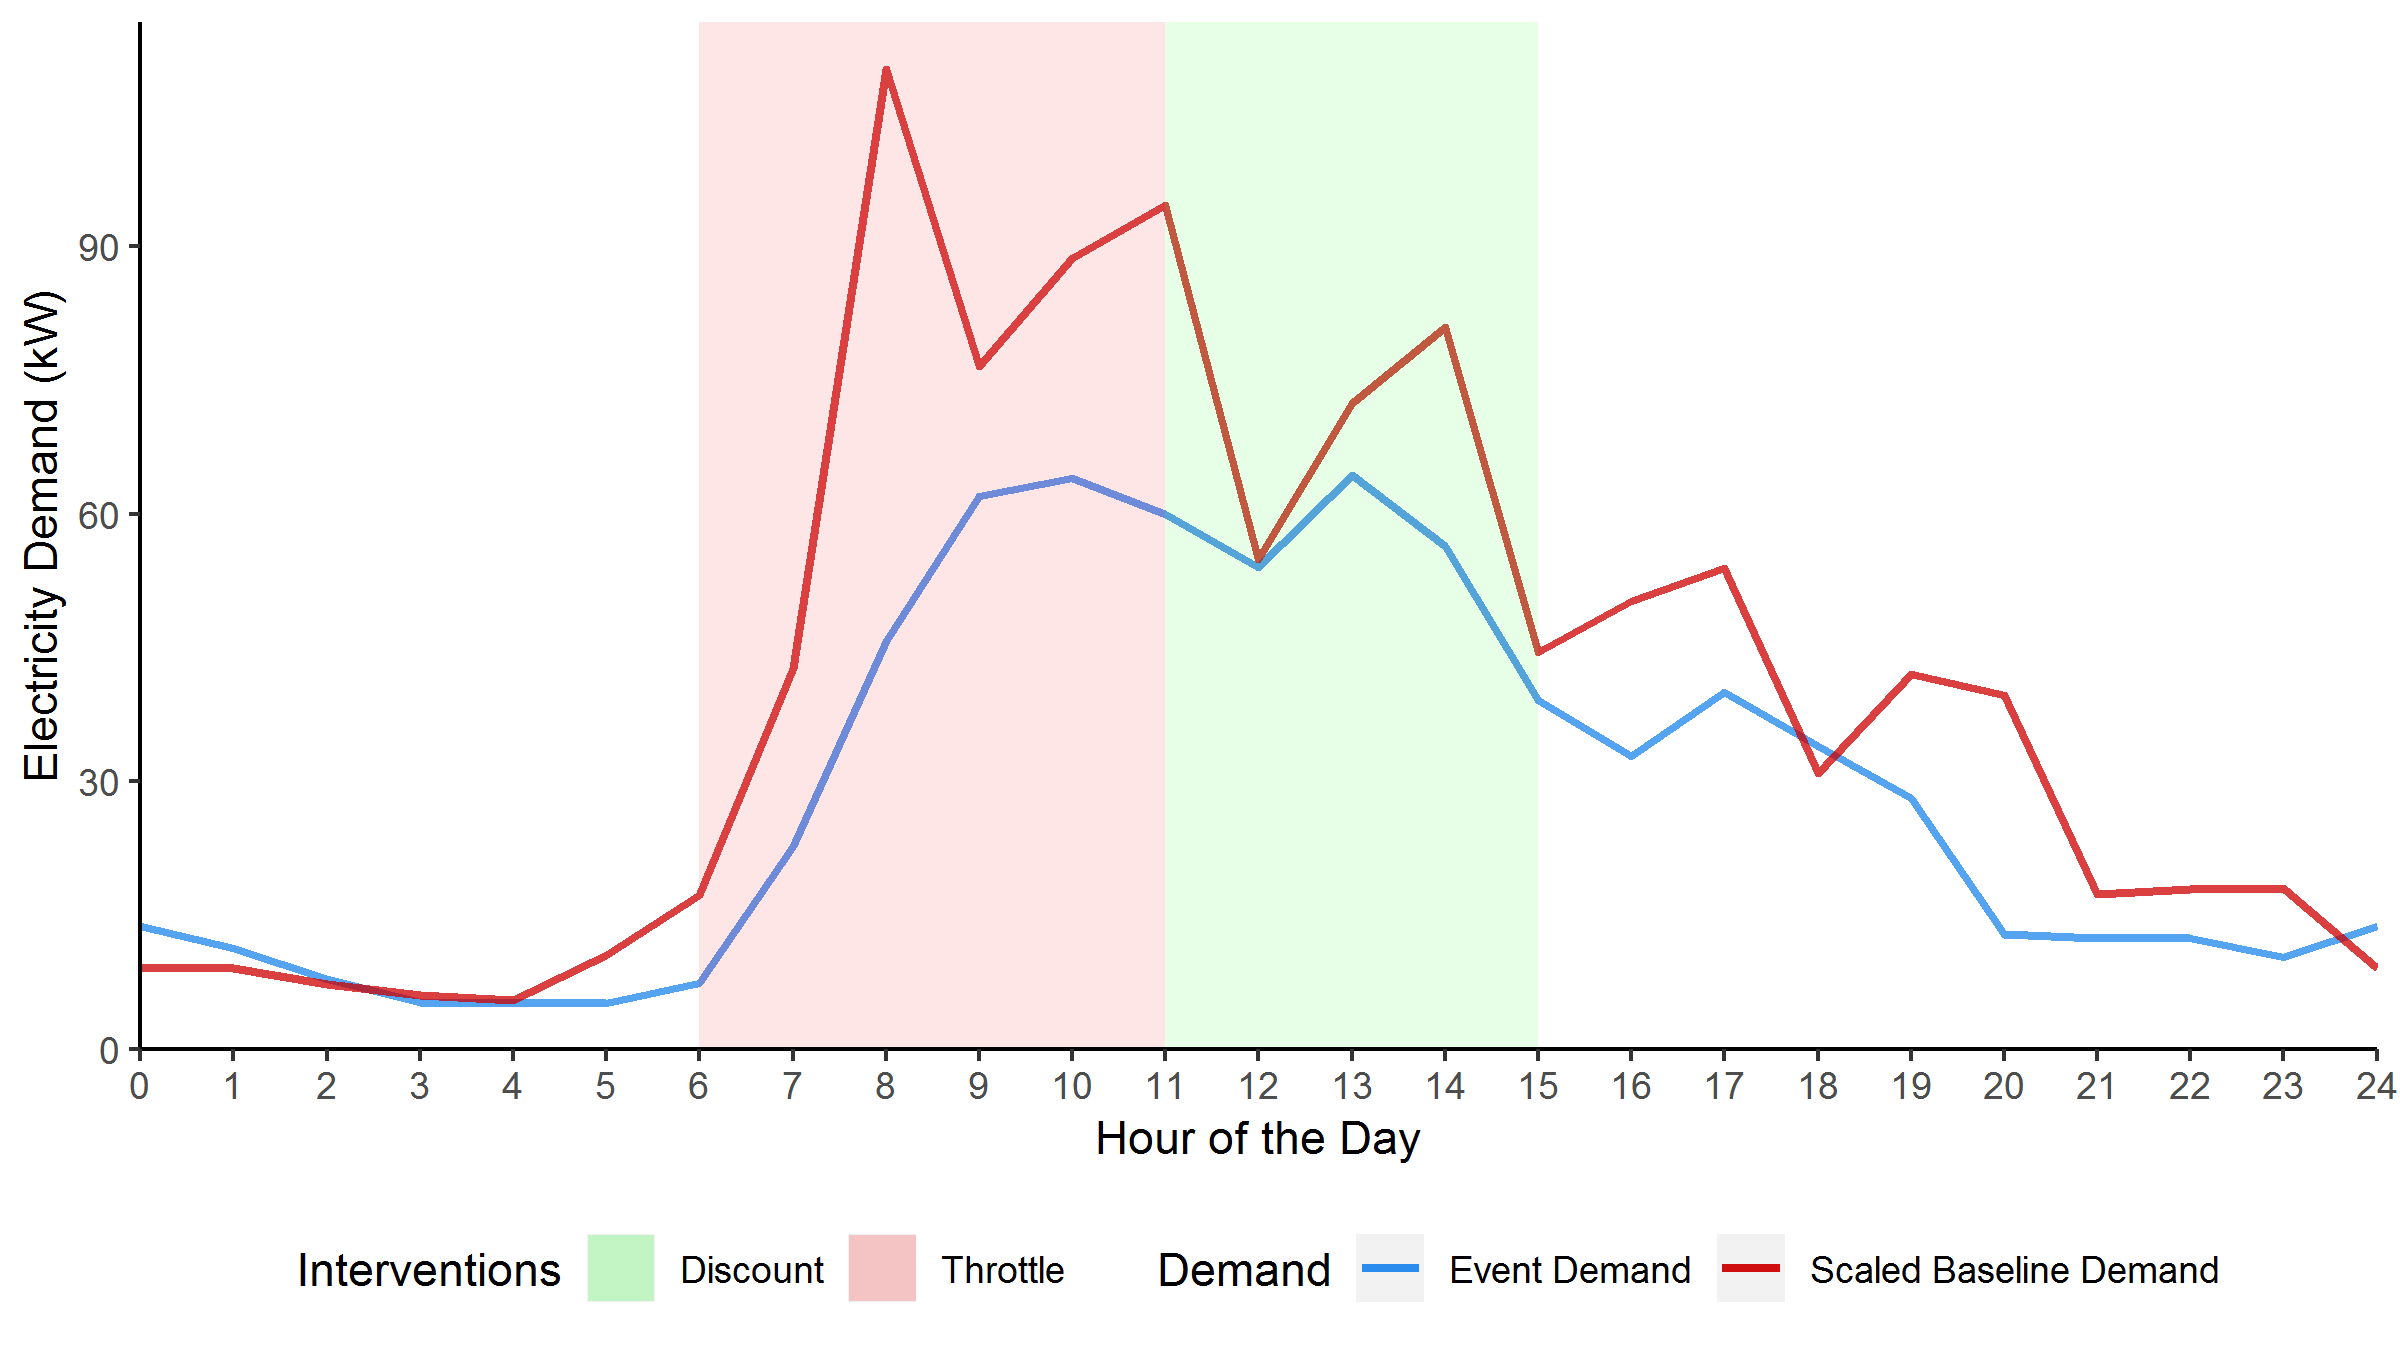 Electricity Demand (kW)
90
60
30
0
0 1 2 3 4 5 6 7 8 9 10 11 12 13 14 15 16 17 18 19 20 21 22 23 24
Hour of the Day
Interventions Discount Throttle Demand Event Demand Scaled Baseline Demand